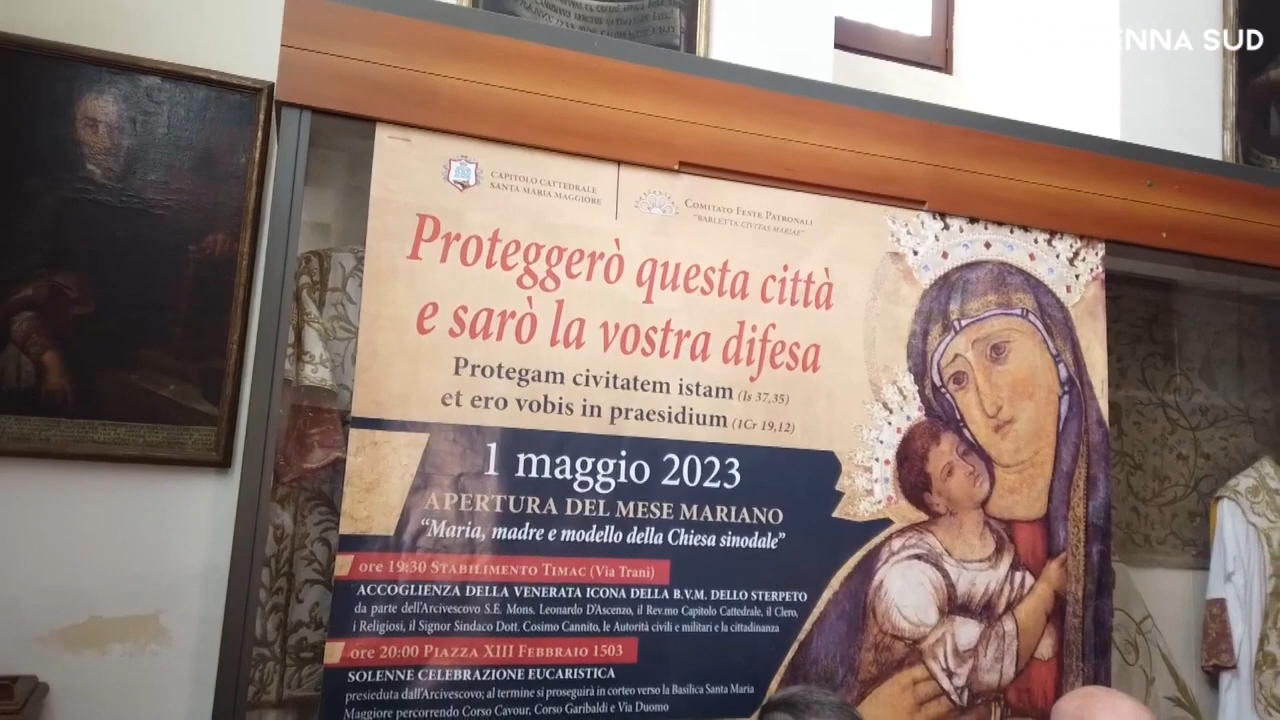 ENNA SUD
CAPITOLO CATTEDRALE
SANTA MARIA MAGGIORE
COMITATO FESTE PATRONALI
"BARLETTA CIVITAS MARIAE"
Proteggerò questa città
e sarò la vostra difesa
Protegam civitatem istam (Is 37,35)
et ero vobis in praesidium (1Cr 19,12)
1 maggio 2023
APERTURA DEL MESE MARIANO
“Maria, madre e modello della Chiesa sinodale”
ore 19:30 STABILIMENTO TIMAC (Via Trani)
ACCOGLIENZA DELLA VENERATA ICONA DELLA B.V.M. DELLO STERPETO
da parte dell'Arcivescovo S.E. Mons. Leonardo D'Ascenzo, il Rev.mo Capitolo Cattedrale, il Clero,
i Religiosi, il Signor Sindaco Dott. Cosimo Cannito, le Autorità civili e militari e la cittadinanza
ore 20:00 PIAZZA XIII FEBBRAIO 1503
SOLENNE CELEBRAZIONE EUCARISTICA
presieduta dall'Arcivescovo; al termine si proseguirà in corteo verso la Basilica Santa Maria
Maggiore percorrendo Corso Cavour, Corso Garibaldi e Via Duomo